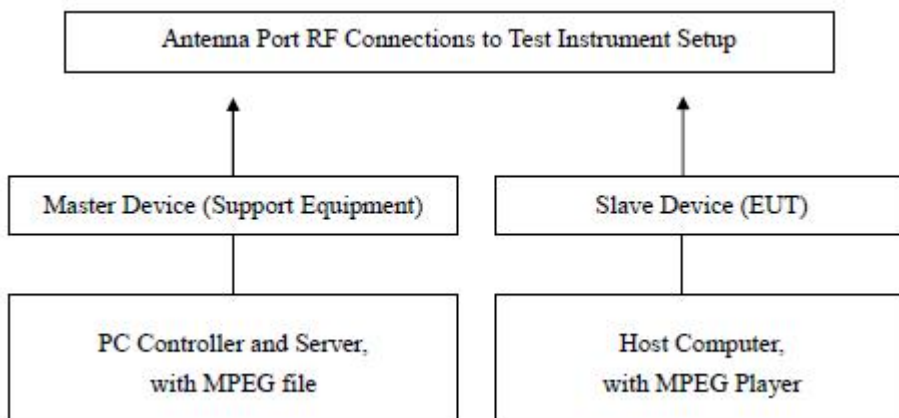 Antenna Port RF Connections to Test Instrument Setup
Master Device (Support Equipment)
Slave Device (EUT)
PC Controller and Server,
with MPEG file
Host Computer,
with MPEG Player